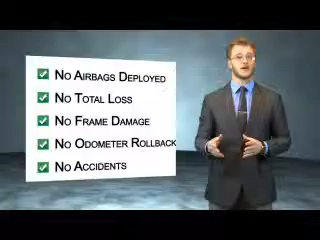 No Airbags Deployed
No Total Loss
No Frame Damage
No Odometer Rollback
No Accidents